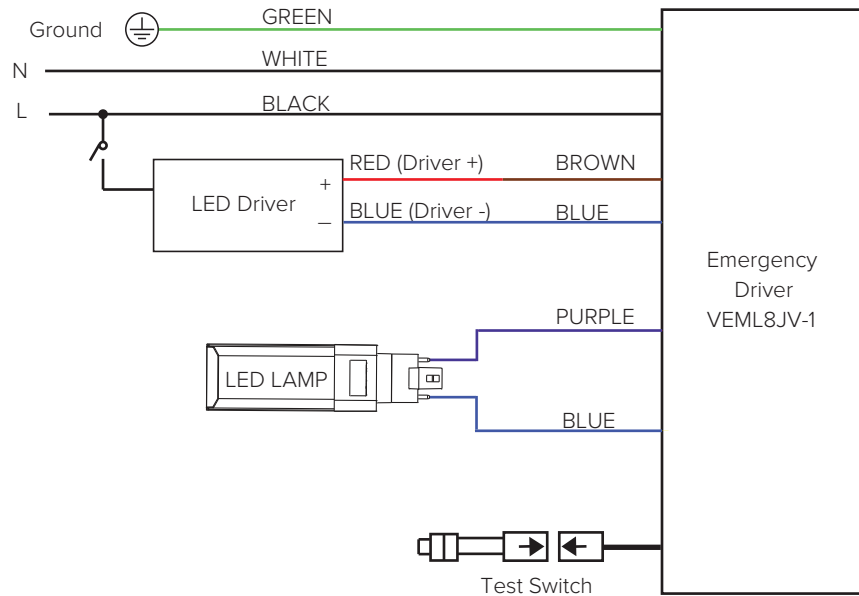 Ground
GREEN
N
WHITE
L
BLACK
RED (Driver +)
BROWN
+
LED Driver
BLUE (Driver -)
BLUE
−
Emergency
Driver
VEML8JV-1
PURPLE
LED LAMP
BLUE
Test Switch